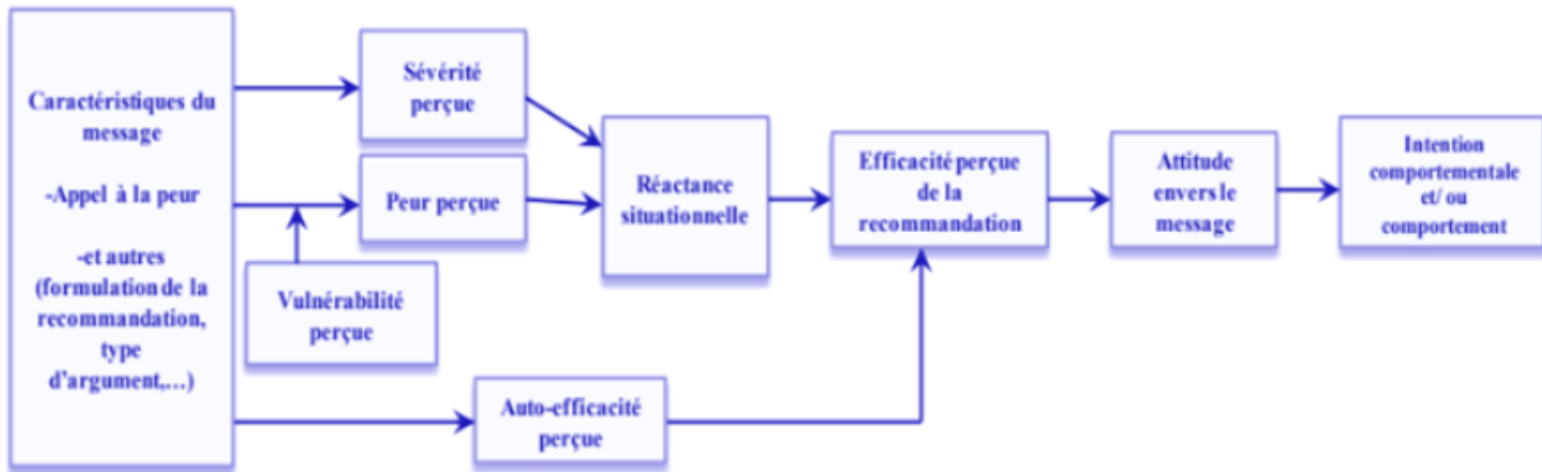 Caractéristiques du
message
-Appel à la peur
-et autres
(formulation de la
recommandation,
type
d'argument,...)
Sévérité
perçue
Peur perçue
Vulnérabilité
perçue
Auto-efficacité
perçue
Réactance
situationnelle
Efficacité perçue
de la
recommandation
Attitude
envers le
message
Intention
comportementale
et/ ou
comportement